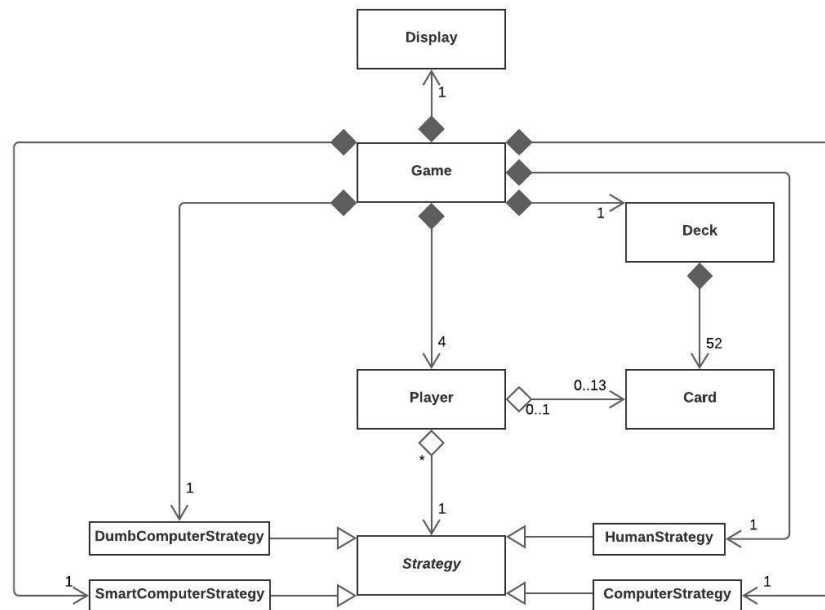 Display
1
Game
1
Deck
4
52
Player
0..13
0..1
Card
*
1
1
DumbComputerStrategy
Strategy
HumanStrategy
1
1
SmartComputerStrategy
ComputerStrategy
1